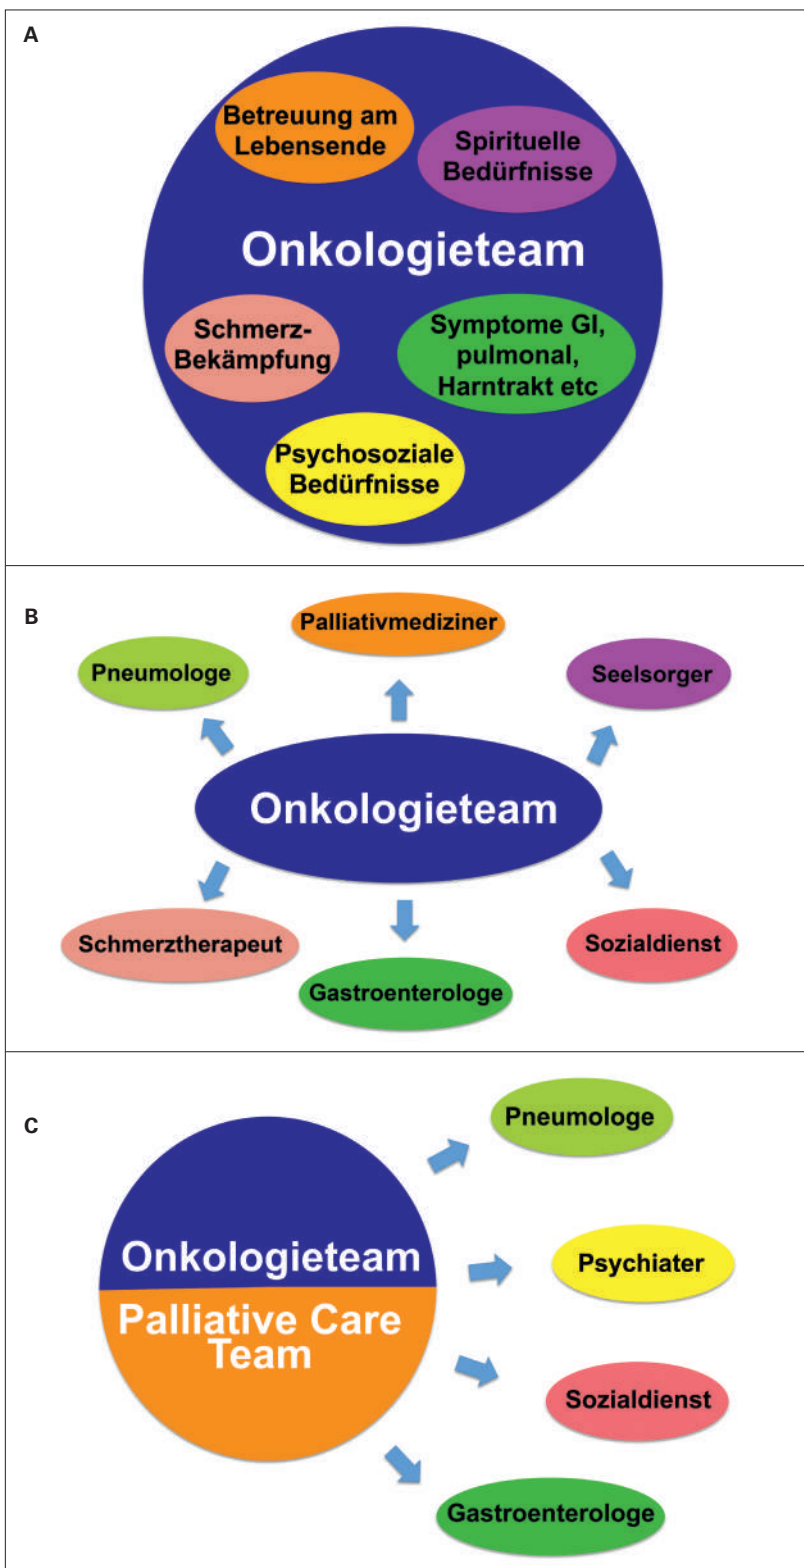 A
Betreuung am
Lebensende
Spirituelle
Bedürfnisse
Onkologieteam
Schmerz-
Bekämpfung
Symptome GI,
pulmonal,
Harntrakt etc
Psychosoziale
Bedürfnisse
B
Palliativmediziner
Pneumologe
Seelsorger
Onkologieteam
Schmerztherapeut
Sozialdienst
Gastroenterologe
C
Pneumologe
Onkologieteam
Palliative Care
Team
Psychiater
Sozialdienst
Gastroenterologe